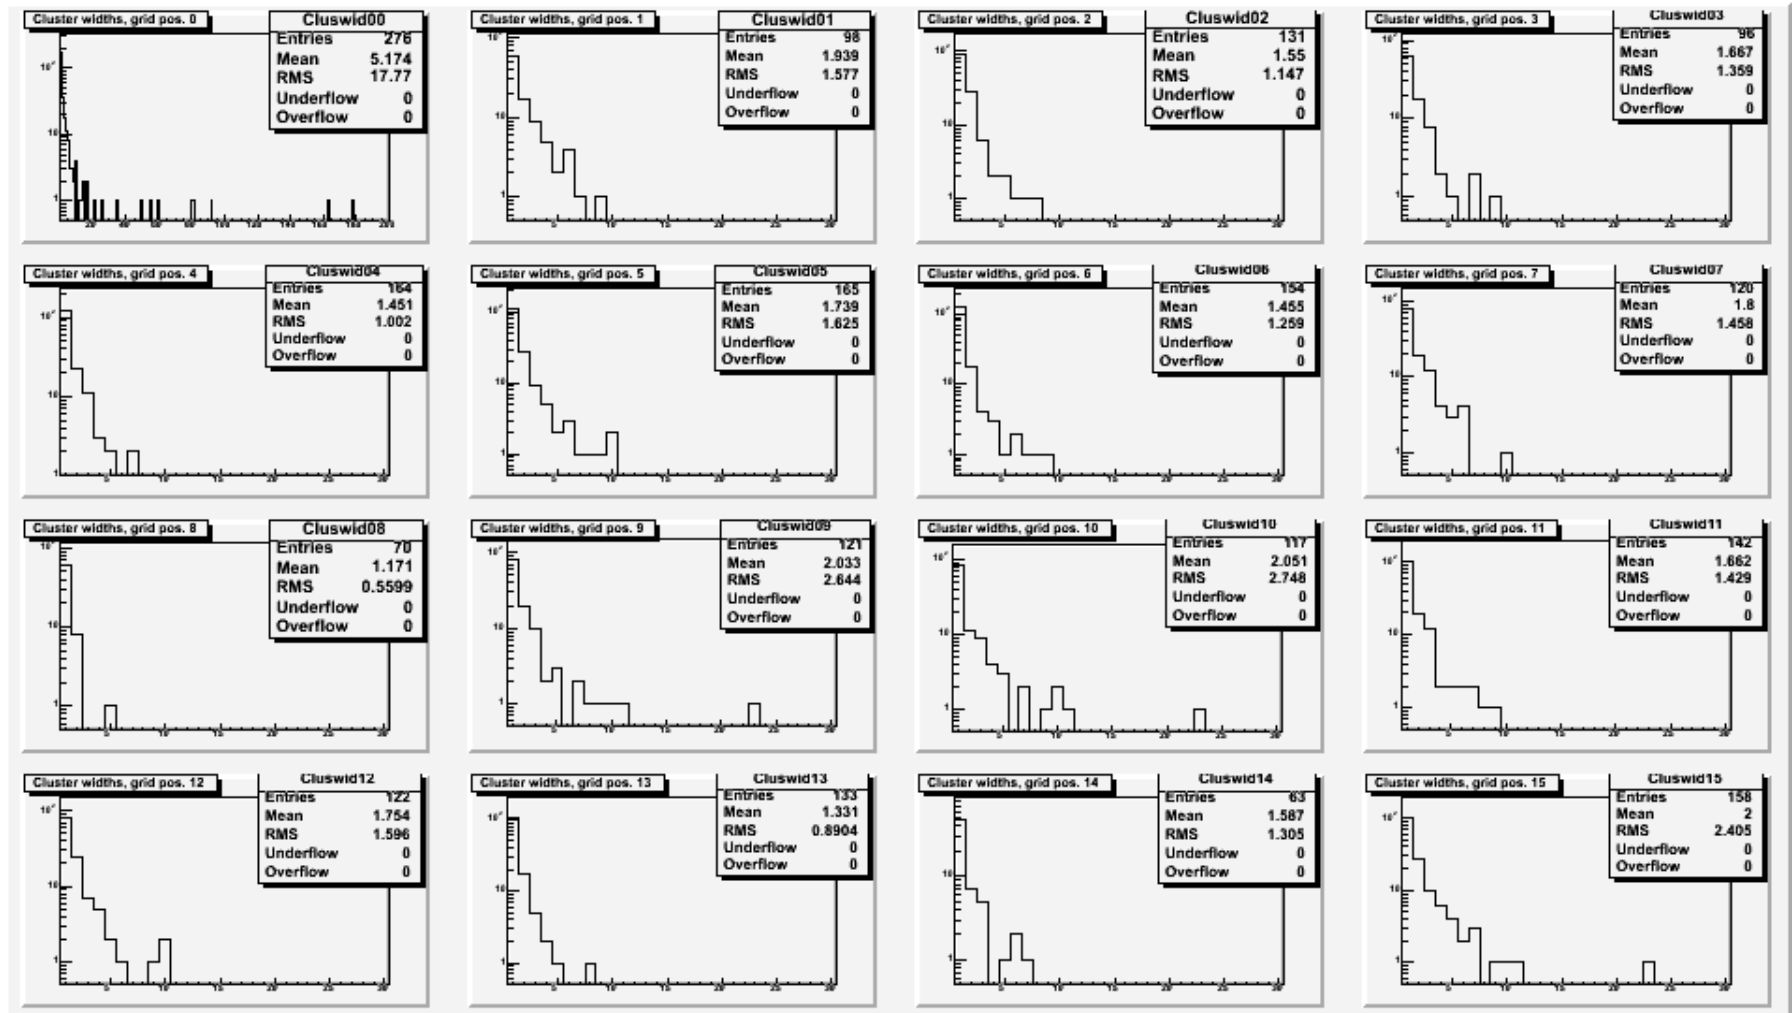 Cluster widths, grid pos. 0
Cluswid00
Entries 276
Mean 5.174
RMS 17.77
Underflow 0
Overflow 0
Cluster widths, grid pos. 1
Cluswid01
Entries 98
Mean 1.939
RMS 1.577
Underflow 0
Overflow 0
Cluster widths, grid pos. 2
Cluswid02
Entries 131
Mean 1.55
RMS 1.147
Underflow 0
Overflow 0
Cluster widths, grid pos. 3
Cluswid03
Entries 96
Mean 1.667
RMS 1.359
Underflow 0
Overflow 0
Cluster widths, grid pos. 4
Cluswid04
Entries 164
Mean 1.451
RMS 1.002
Underflow 0
Overflow 0
Cluster widths, grid pos. 5
Cluswid05
Entries 165
Mean 1.739
RMS 1.625
Underflow 0
Overflow 0
Cluster widths, grid pos. 6
Cluswid06
Entries 154
Mean 1.455
RMS 1.259
Underflow 0
Overflow 0
Cluster widths, grid pos. 7
Cluswid07
Entries 120
Mean 1.8
RMS 1.458
Underflow 0
Overflow 0
Cluster widths, grid pos. 8
Cluswid08
Entries 70
Mean 1.171
RMS 0.5599
Underflow 0
Overflow 0
Cluster widths, grid pos. 9
Cluswid09
Entries 121
Mean 2.033
RMS 2.644
Underflow 0
Overflow 0
Cluster widths, grid pos. 10
Cluswid10
Entries 117
Mean 2.051
RMS 2.748
Underflow 0
Overflow 0
Cluster widths, grid pos. 11
Cluswid11
Entries 142
Mean 1.662
RMS 1.429
Underflow 0
Overflow 0
Cluster widths, grid pos. 12
Cluswid12
Entries 122
Mean 1.754
RMS 1.596
Underflow 0
Overflow 0
Cluster widths, grid pos. 13
Cluswid13
Entries 133
Mean 1.331
RMS 0.8904
Underflow 0
Overflow 0
Cluster widths, grid pos. 14
Cluswid14
Entries 63
Mean 1.587
RMS 1.305
Underflow 0
Overflow 0
Cluster widths, grid pos. 15
Cluswid15
Entries 158
Mean 2
RMS 2.405
Underflow 0
Overflow 0